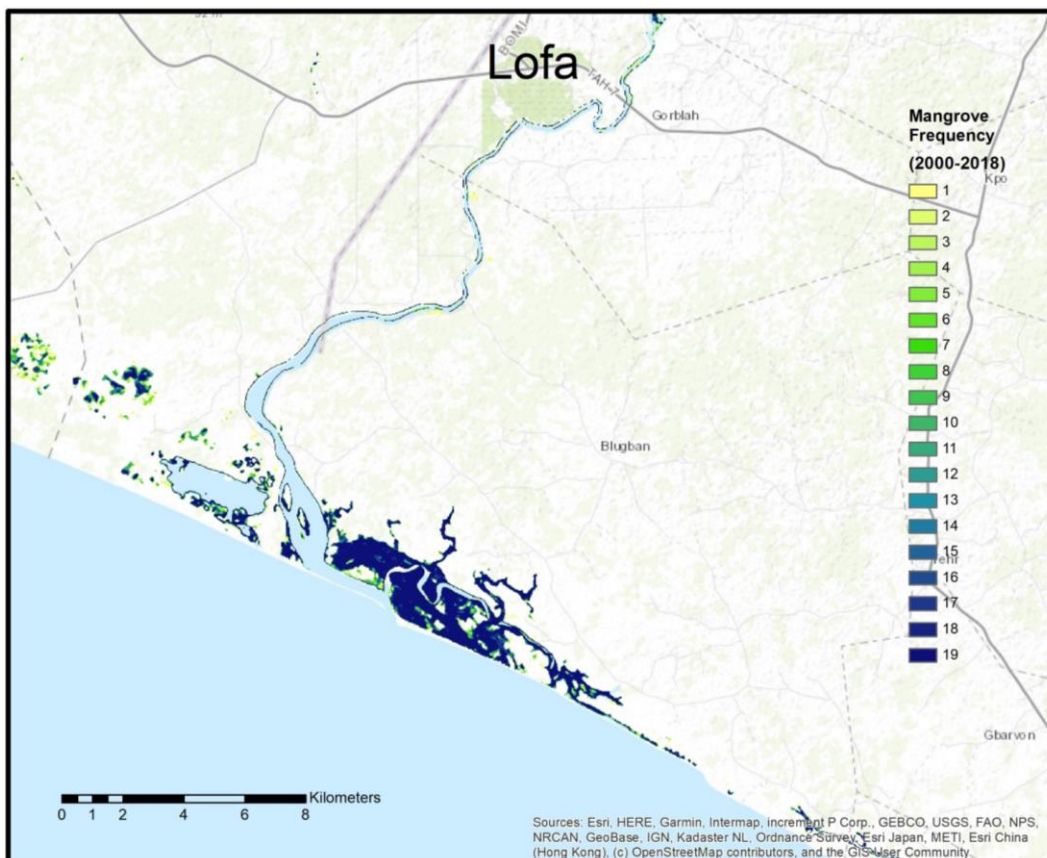 Lofa
BOMI
TAH-7
Gorblah
Mangrove
Frequency
(2000-2018)
1
2
3
4
5
6
7
8
9
10
11
12
13
14
15
16
17
18
19
Kpo
Blugban
Gbarvon
Kilometers
0 1 2 4 6 8
Sources: Esri, HERE, Garmin, Intermap, increment P Corp., GEBCO, USGS, FAO, NPS,
NRCAN, GeoBase, IGN, Kadaster NL, Ordnance Survey, Esri Japan, METI, Esri China
(Hong Kong), (c) OpenStreetMap contributors, and the GIS User Community